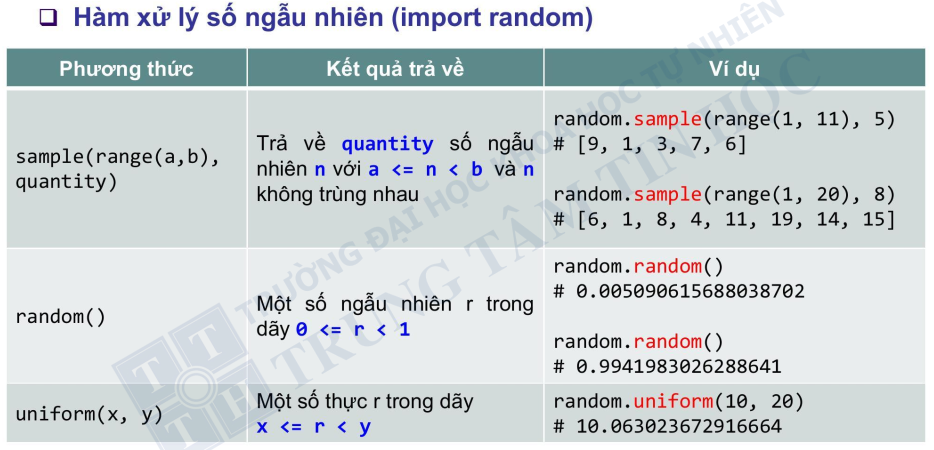 ❑ Hàm xử lý số ngẫu nhiên (import random)
Phương thức
Kết quả trả về
Ví dụ
sample(range(a,b),
quantity)
Trả về quantity số ngẫu
nhiên n với a <= n < b và n
không trùng nhau
random.sample(range(1, 11), 5)
# [9, 1, 3, 7, 6]
random.sample(range(1, 20), 8)
# [6, 1, 8, 4, 11, 19, 14, 15]
random()
Một số ngẫu nhiên r trong
dãy 0 <= r < 1
random.random()
# 0.005090615688038702
random.random()
# 0.9941983026288641
uniform(x, y)
Một số thực r trong dãy
x <= r < y
random.uniform(10, 20)
# 10.063023672916664
TRƯỜNG ĐẠI HỌC KHOA HỌC TỰ NHIÊN
TRUNG TÂM TIN HỌC
T T
T H